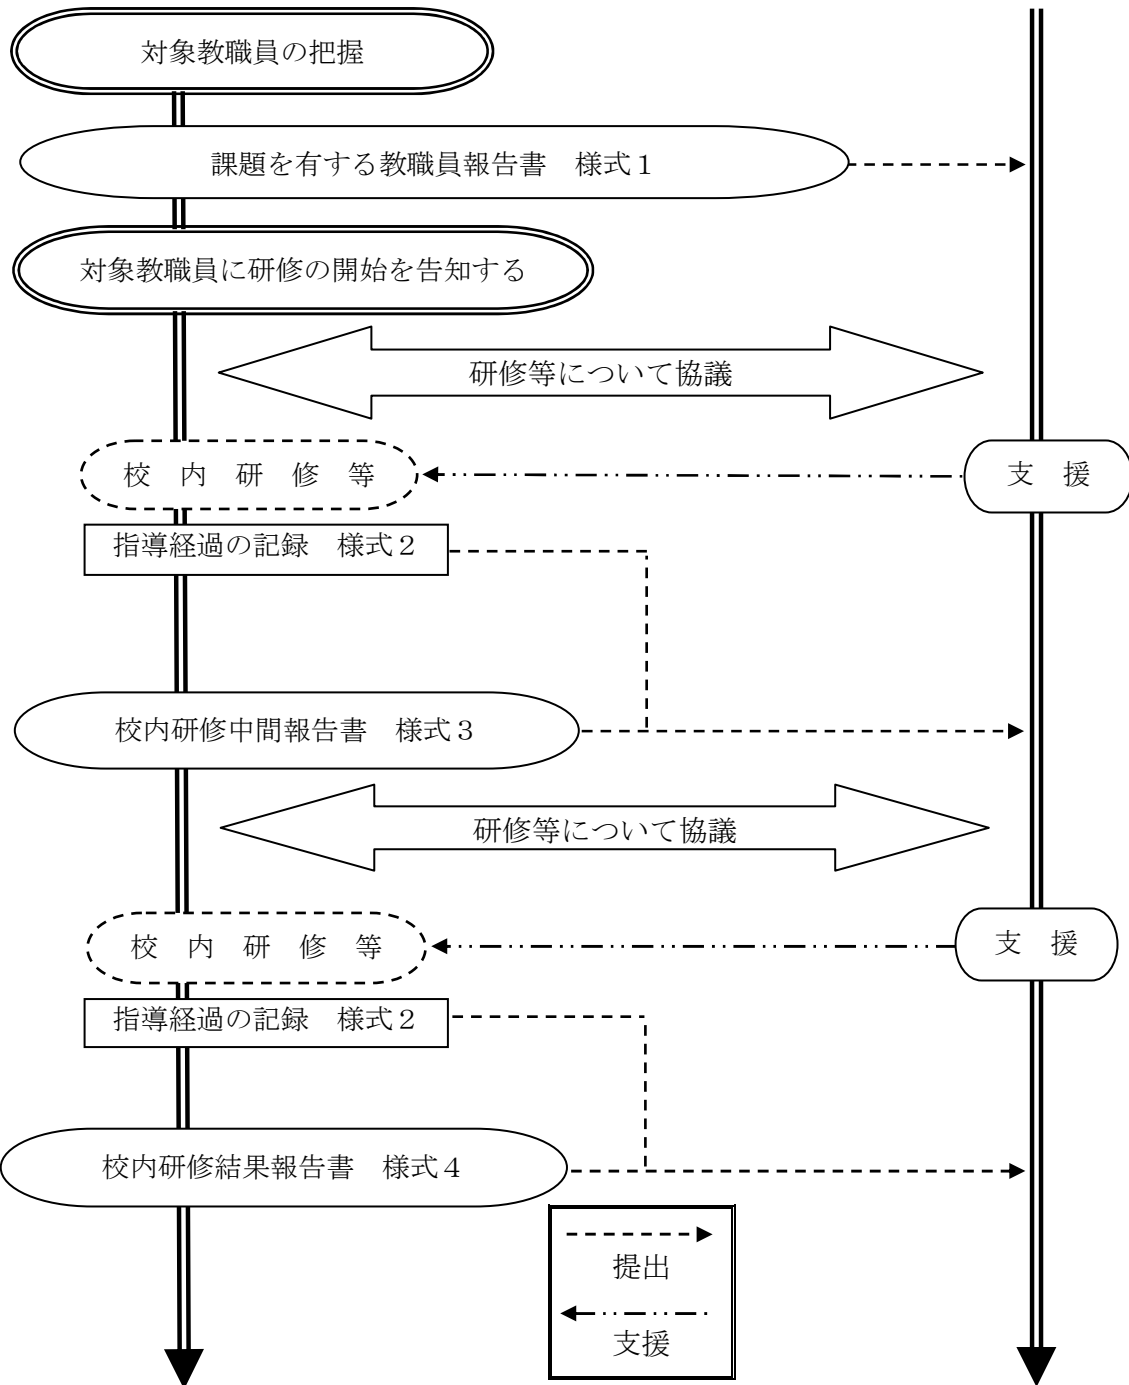 対象教職員の把握
課題を有する教職員報告書　様式１
対象教職員に研修の開始を告知する
研修等について協議
校　内　研　修　等
支　援
指導経過の記録　様式２
校内研修中間報告書　様式３
研修等について協議
校　内　研　修　等
支　援
指導経過の記録　様式２
校内研修結果報告書　様式４
提出
支援